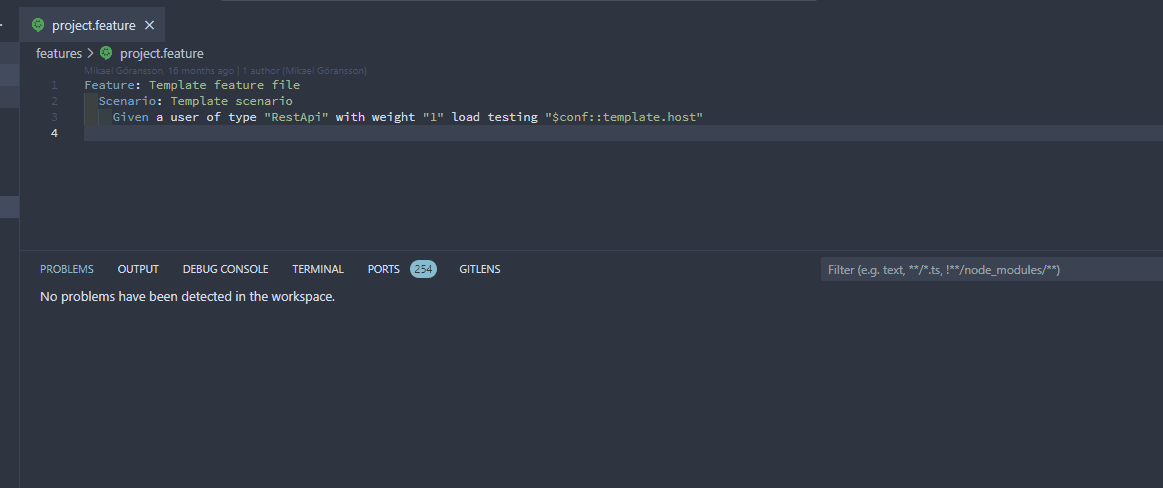 project.feature
features > project.feature
Mikael Göransson, 16 months ago | 1 author (Mikael Göransson)
1 Feature: Template feature file
2 Scenario: Template scenario
3 Given a user of type "RestApi" with weight "1" load testing "$conf::template.host"
4
PROBLEMS OUTPUT DEBUG CONSOLE TERMINAL PORTS 254 GITLENS Filter (e.g. text, **/*.ts, !**/node_modules/**)
No problems have been detected in the workspace.